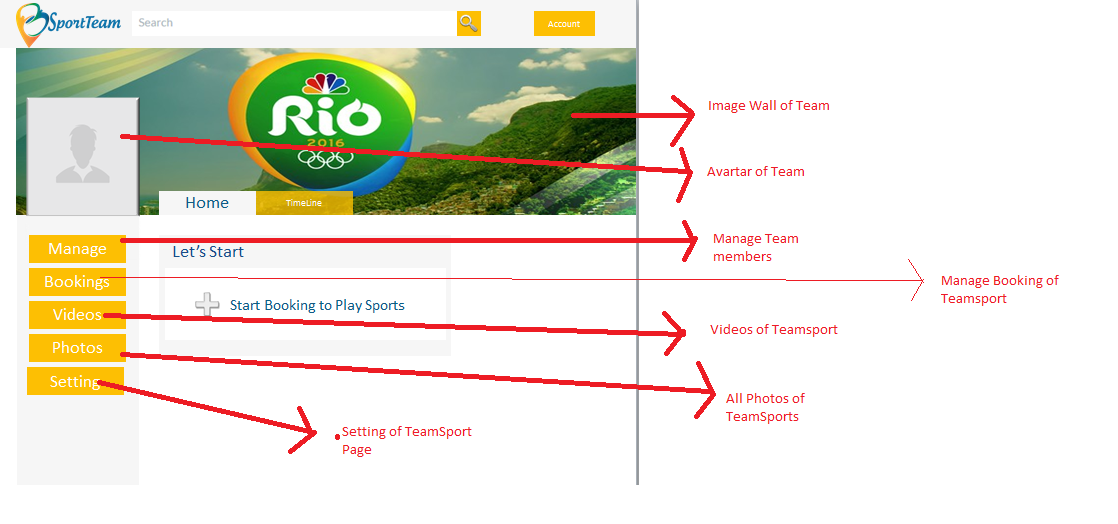 SportTeam
Search
Account
Rio
2016
Image Wall of Team
Avartar of Team
Home
TimeLine
Manage
Let's Start
Manage Team
members
Bookings
Manage Booking of
Teamsport
Start Booking to Play Sports
Videos
Videos of Teamsport
Photos
Setting
All Photos of
TeamSports
Setting of TeamSport
Page